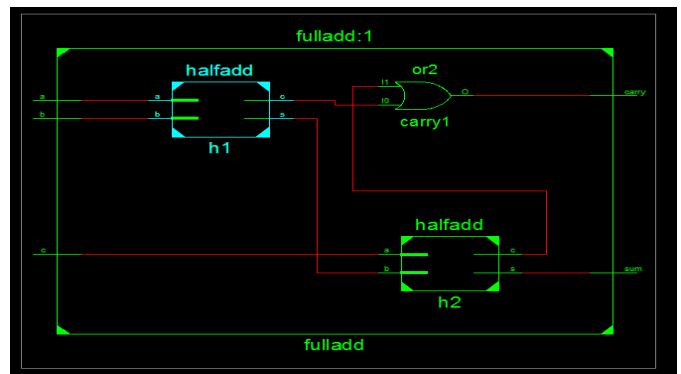 fulladd:1
halfadd
or2
a
a
c
I1
b
b
s
I0
O
carry
h1
carry1
halfadd
c
a
c
b
s
sum
h2
fulladd